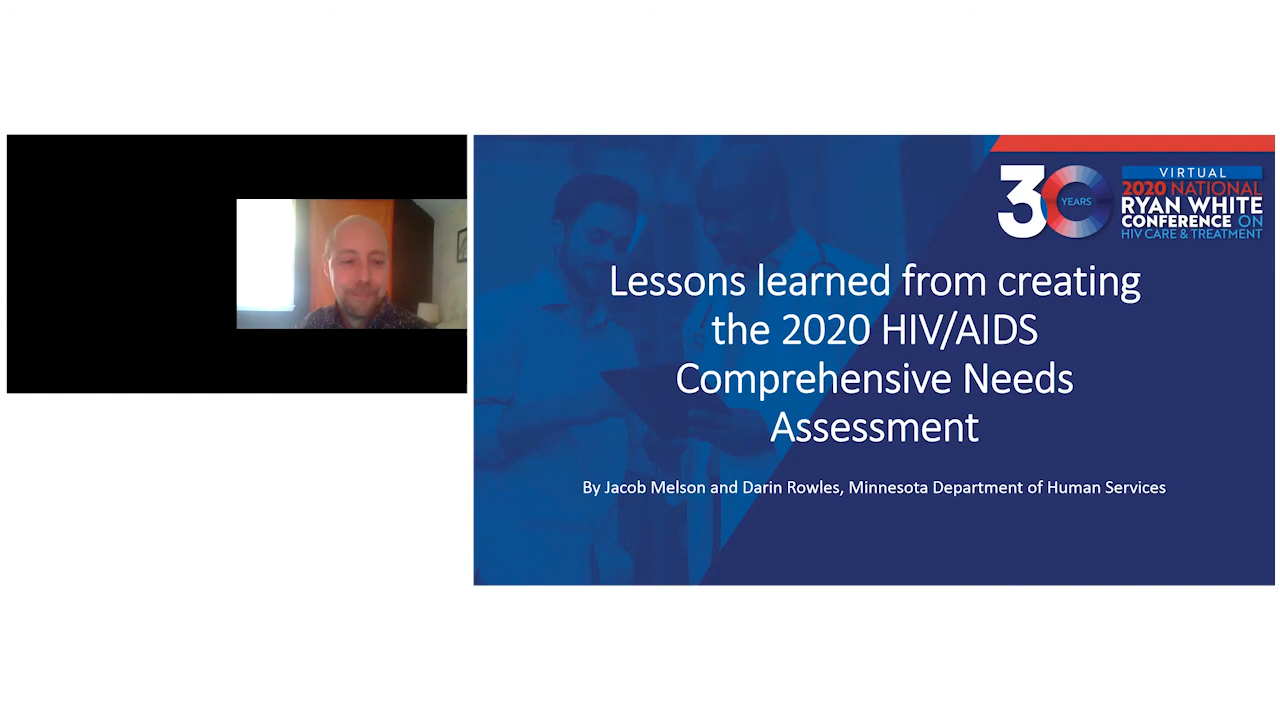 30 YEARS
VIRTUAL
2020 NATIONAL
RYAN WHITE
CONFERENCE ON
HIV CARE & TREATMENT
Lessons learned from creating
the 2020 HIV/AIDS
Comprehensive Needs
Assessment
By Jacob Melson and Darin Rowles, Minnesota Department of Human Services